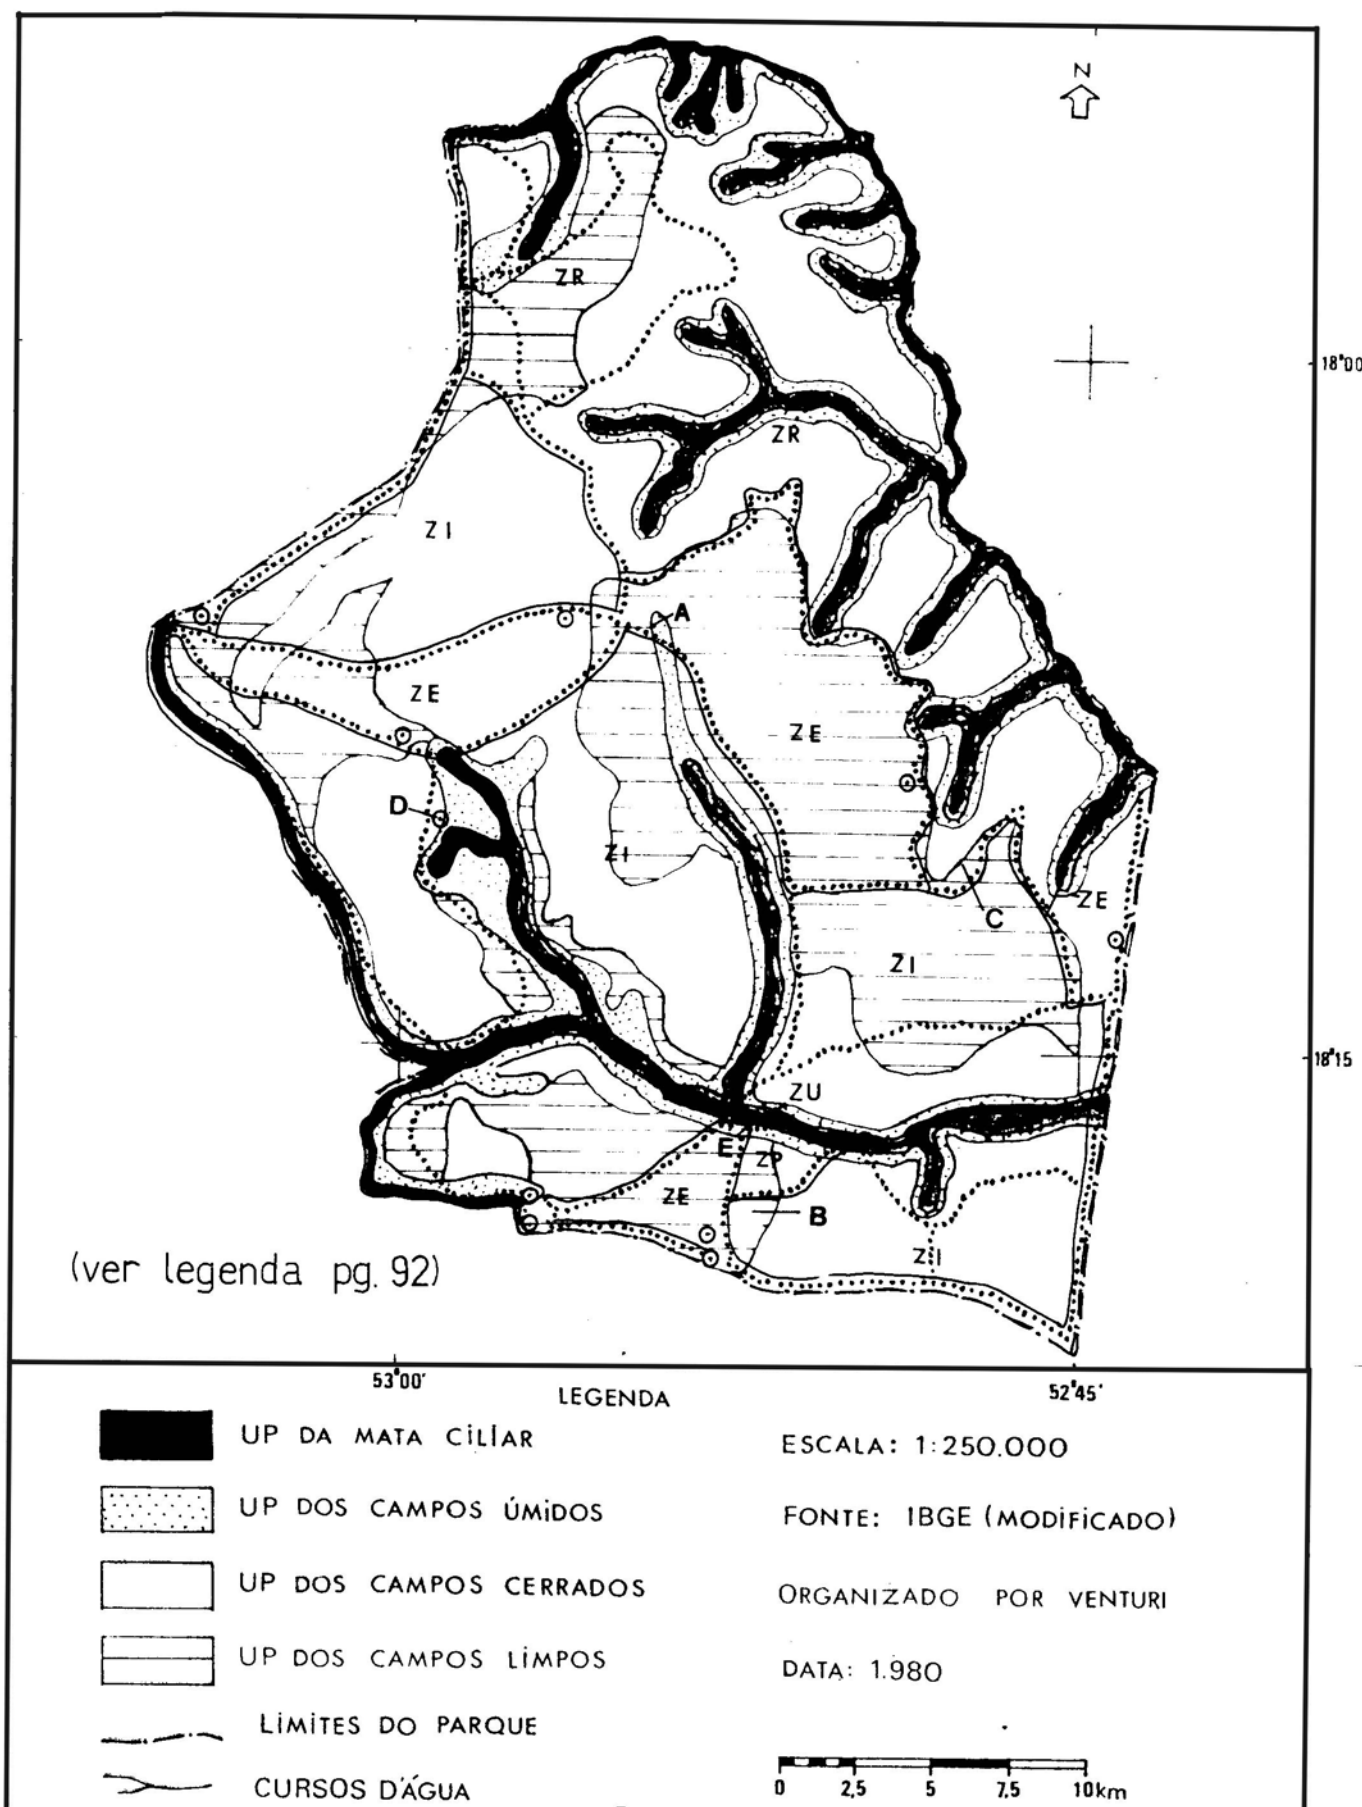 N
ZR
18°00
ZR
ZI
A
ZE
ZE
D
ZI
ZE
C
ZI
18°15
ZU
E
ZP
ZE
B
ZI
(ver legenda pg. 92)
53°00'
52°45'
LEGENDA
UP DA MATA CILIAR
ESCALA: 1:250.000
UP DOS CAMPOS ÚMIDOS
FONTE: IBGE (MODIFICADO)
UP DOS CAMPOS CERRADOS
ORGANIZADO POR VENTURI
UP DOS CAMPOS LIMPOS
DATA: 1.980
LIMITES DO PARQUE
CURSOS D'ÁGUA
0 2,5 5 7,5 10km